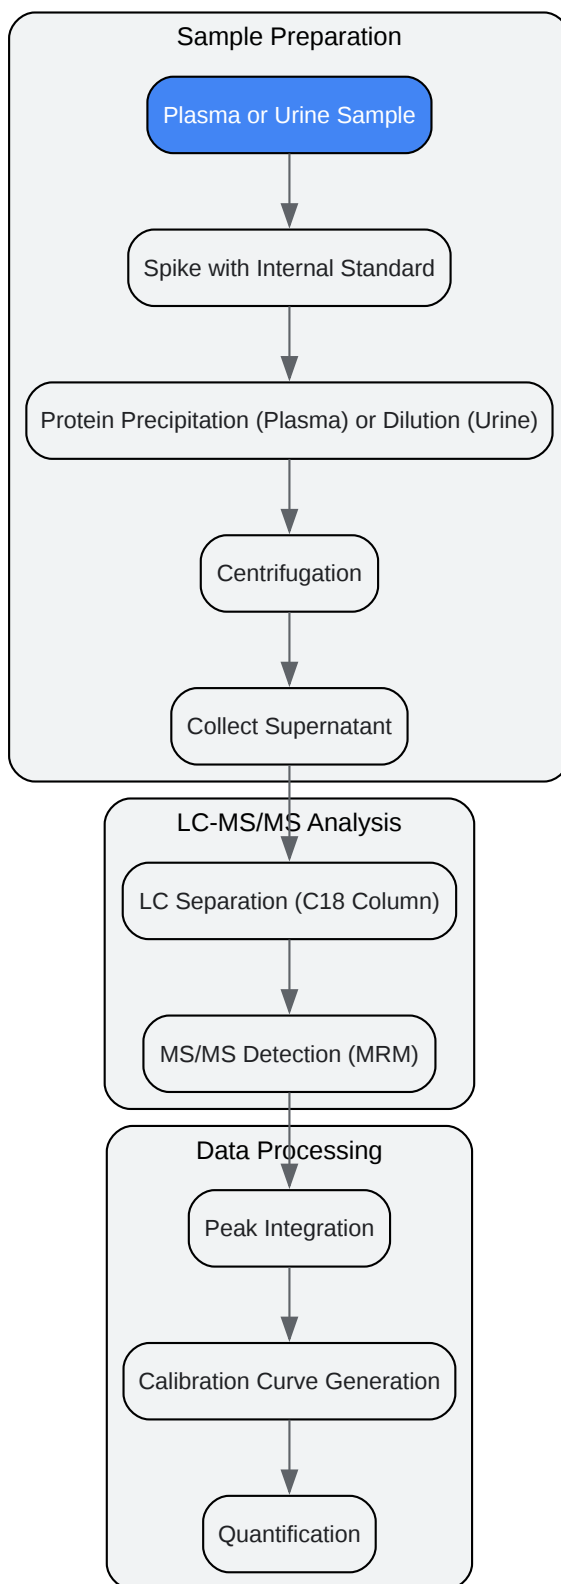 Sample Preparation
Plasma or Urine Sample
Spike with Internal Standard
Protein Precipitation (Plasma) or Dilution (Urine)
Centrifugation
Collect Supernatant
LC-MS/MS Analysis
LC Separation (C18 Column)
MS/MS Detection (MRM)
Data Processing
Peak Integration
Calibration Curve Generation
Quantification